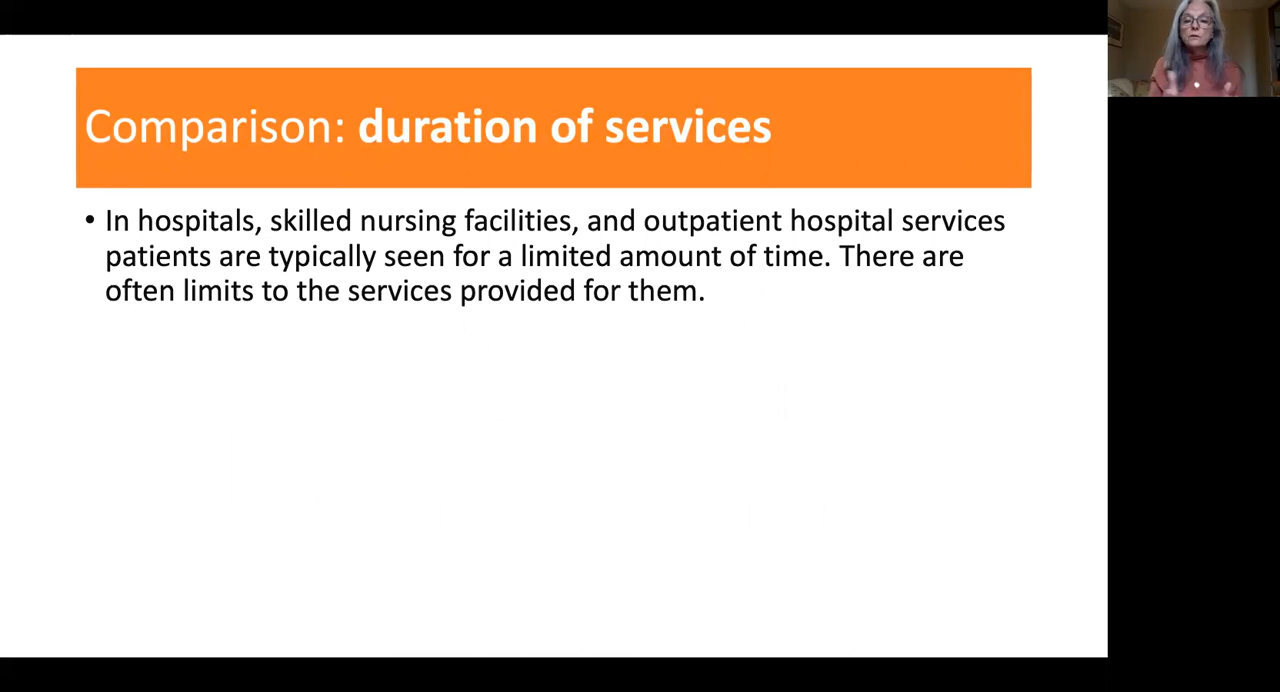 Comparison: duration of services
• In hospitals, skilled nursing facilities, and outpatient hospital services
patients are typically seen for a limited amount of time. There are
often limits to the services provided for them.